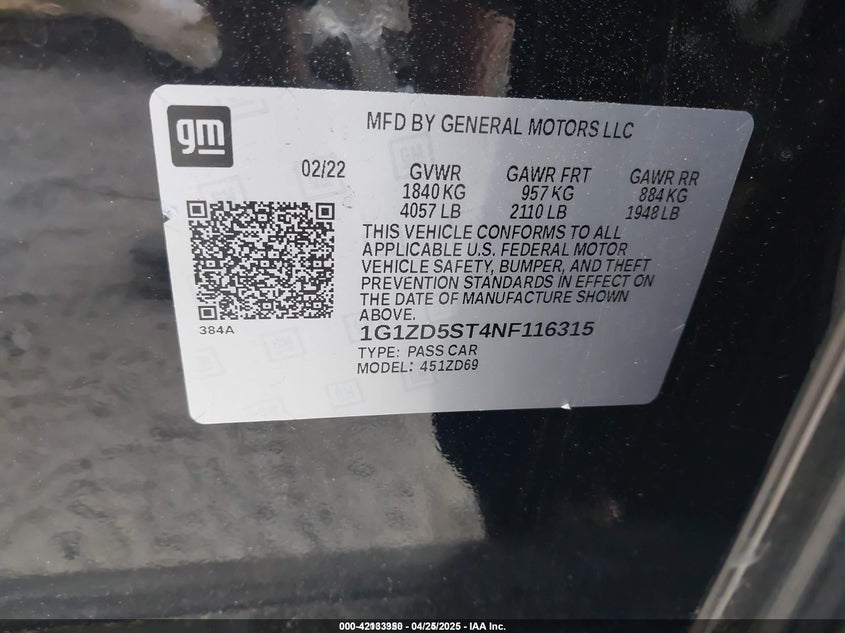 gm
MFD BY GENERAL MOTORS LLC
02/22
GVWR GAWR FRT GAWR RR
1840 KG 957 KG 884 KG
4057 LB 2110 LB 1948 LB
THIS VEHICLE CONFORMS TO ALL
APPLICABLE U.S. FEDERAL MOTOR
VEHICLE SAFETY, BUMPER, AND THEFT
PREVENTION STANDARDS IN EFFECT ON
THE DATE OF MANUFACTURE SHOWN
ABOVE.
384A
1G1ZD5ST4NF116315
TYPE: PASS CAR
MODEL: 451ZD69
04/25/2025 - IAA Inc.